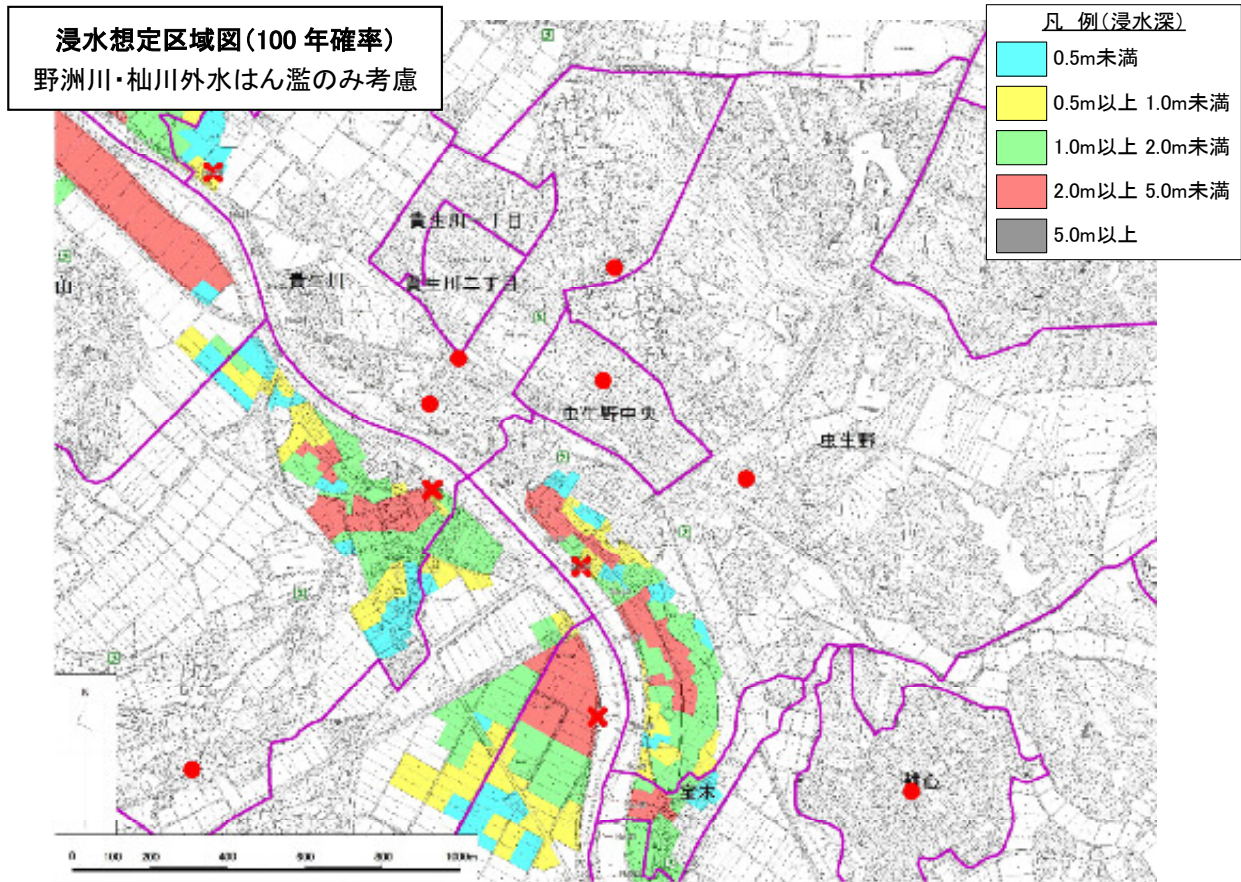 浸水想定区域図(100 年確率)
野洲川・杣川外水はん濫のみ考慮
凡 例(浸水深)
0.5m未満
0.5m以上 1.0m未満
1.0m以上 2.0m未満
2.0m以上 5.0m未満
5.0m以上
貴生川一丁目
山
貴生川
貴生川二丁目
虫生野中央
虫生野
宝木
0 100 200 400 600 800 1000m